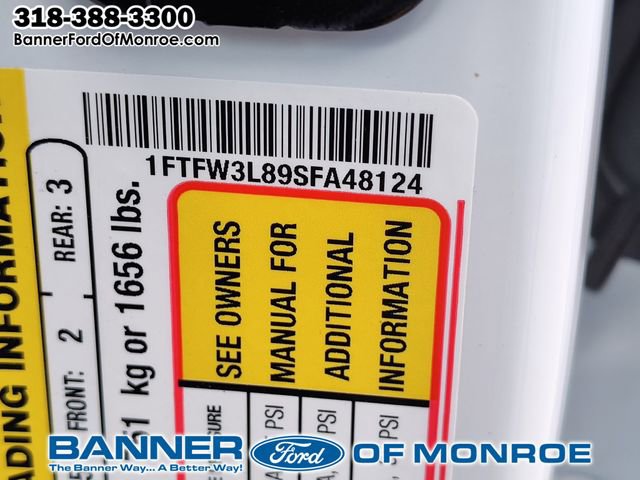 318-388-3300
BannerFordOfMonroe.com
1FTFW3L89SFA48124
REAR: 3
FRONT: 2
kg or 1656 lbs.
SEE OWNERS
MANUAL FOR
ADDITIONAL
INFORMATION
PSI
PSI
BANNER Ford OF MONROE
The Banner Way... A Better Way!